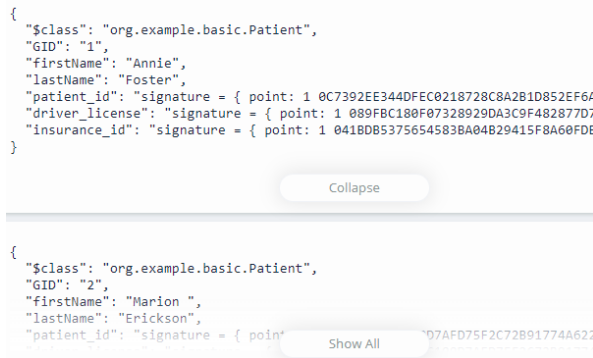 {
"$class": "org.example.basic.Patient",
"GID": "1",
"firstName": "Annie",
"lastName": "Foster",
"patient_id": "signature = { point: 1 0C7392EE344DFEC0218728C8A2B1D852EF6A
"driver_license": "signature = { point: 1 089FBC180F07328929DA3C9F482877D7
"insurance_id": "signature = { point: 1 041BDB5375654583BA04B29415F8A60FDE
}
Collapse
{
"$class": "org.example.basic.Patient",
"GID": "2",
"firstName": "Marion ",
"lastName": "Erickson",
"patient_id": "signature = { poin D7AFD75F2C72B91774A622
Show All